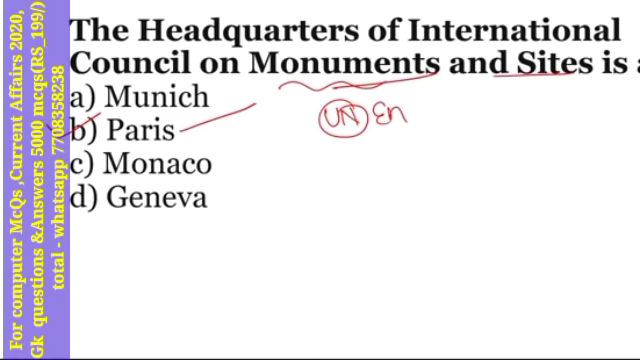 For computer McQs ,Current Affairs 2020,
Gk questions &Answers 5000 mcqs(RS_199/)
total - whatsapp 7708358238
The Headquarters of International
Council on Monuments and Sites is a
a) Munich
b) Paris
c) Monaco
d) Geneva
UN En